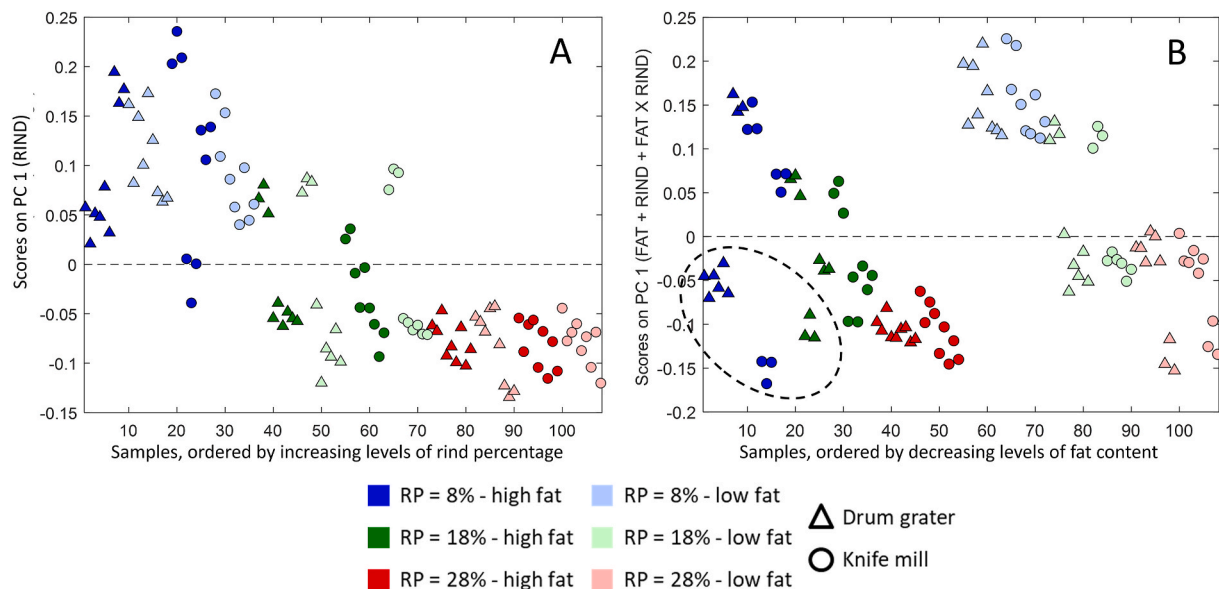 A
B
Scores on PC 1 (RIND)
0.25
0.2
0.15
0.1
0.05
0
-0.05
-0.1
-0.15
10 20 30 40 50 60 70 80 90 100
Samples, ordered by increasing levels of rind percentage
Scores on PC 1 (FAT + RIND + FAT X RIND)
0.25
0.2
0.15
0.1
0.05
0
-0.05
-0.1
-0.15
-0.2
10 20 30 40 50 60 70 80 90 100
Samples, ordered by decreasing levels of fat content
RP = 8% - high fat
RP = 8% - low fat
RP = 18% - high fat
RP = 18% - low fat
RP = 28% - high fat
RP = 28% - low fat
Drum grater
Knife mill